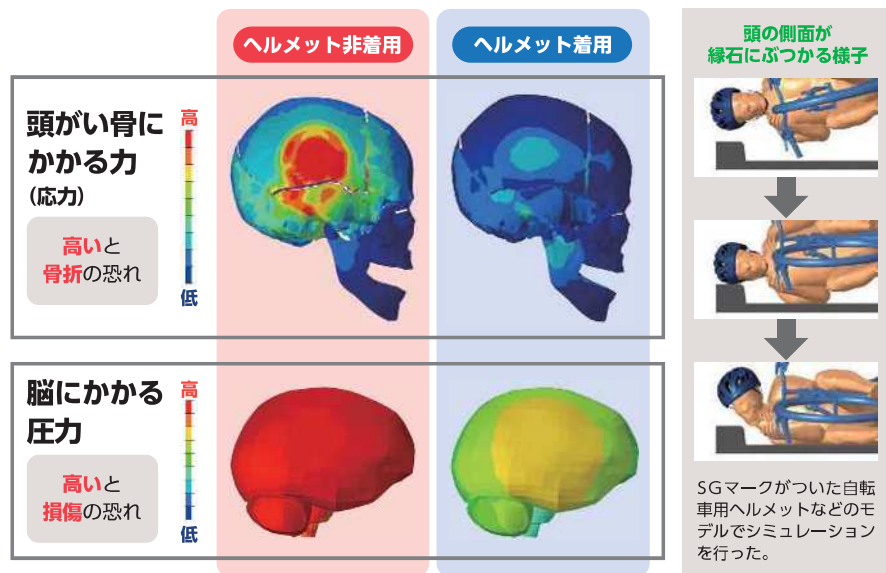 ヘルメット非着用
ヘルメット着用
頭がい骨に
かかる力
(応力)
高いと
骨折の恐れ
高
低
脳にかかる
圧力
高いと
損傷の恐れ
高
低
頭の側面が
縁石にぶつかる様子
SGマークがついた自転
車用ヘルメットなどのモ
デルでシミュレーション
を行った。